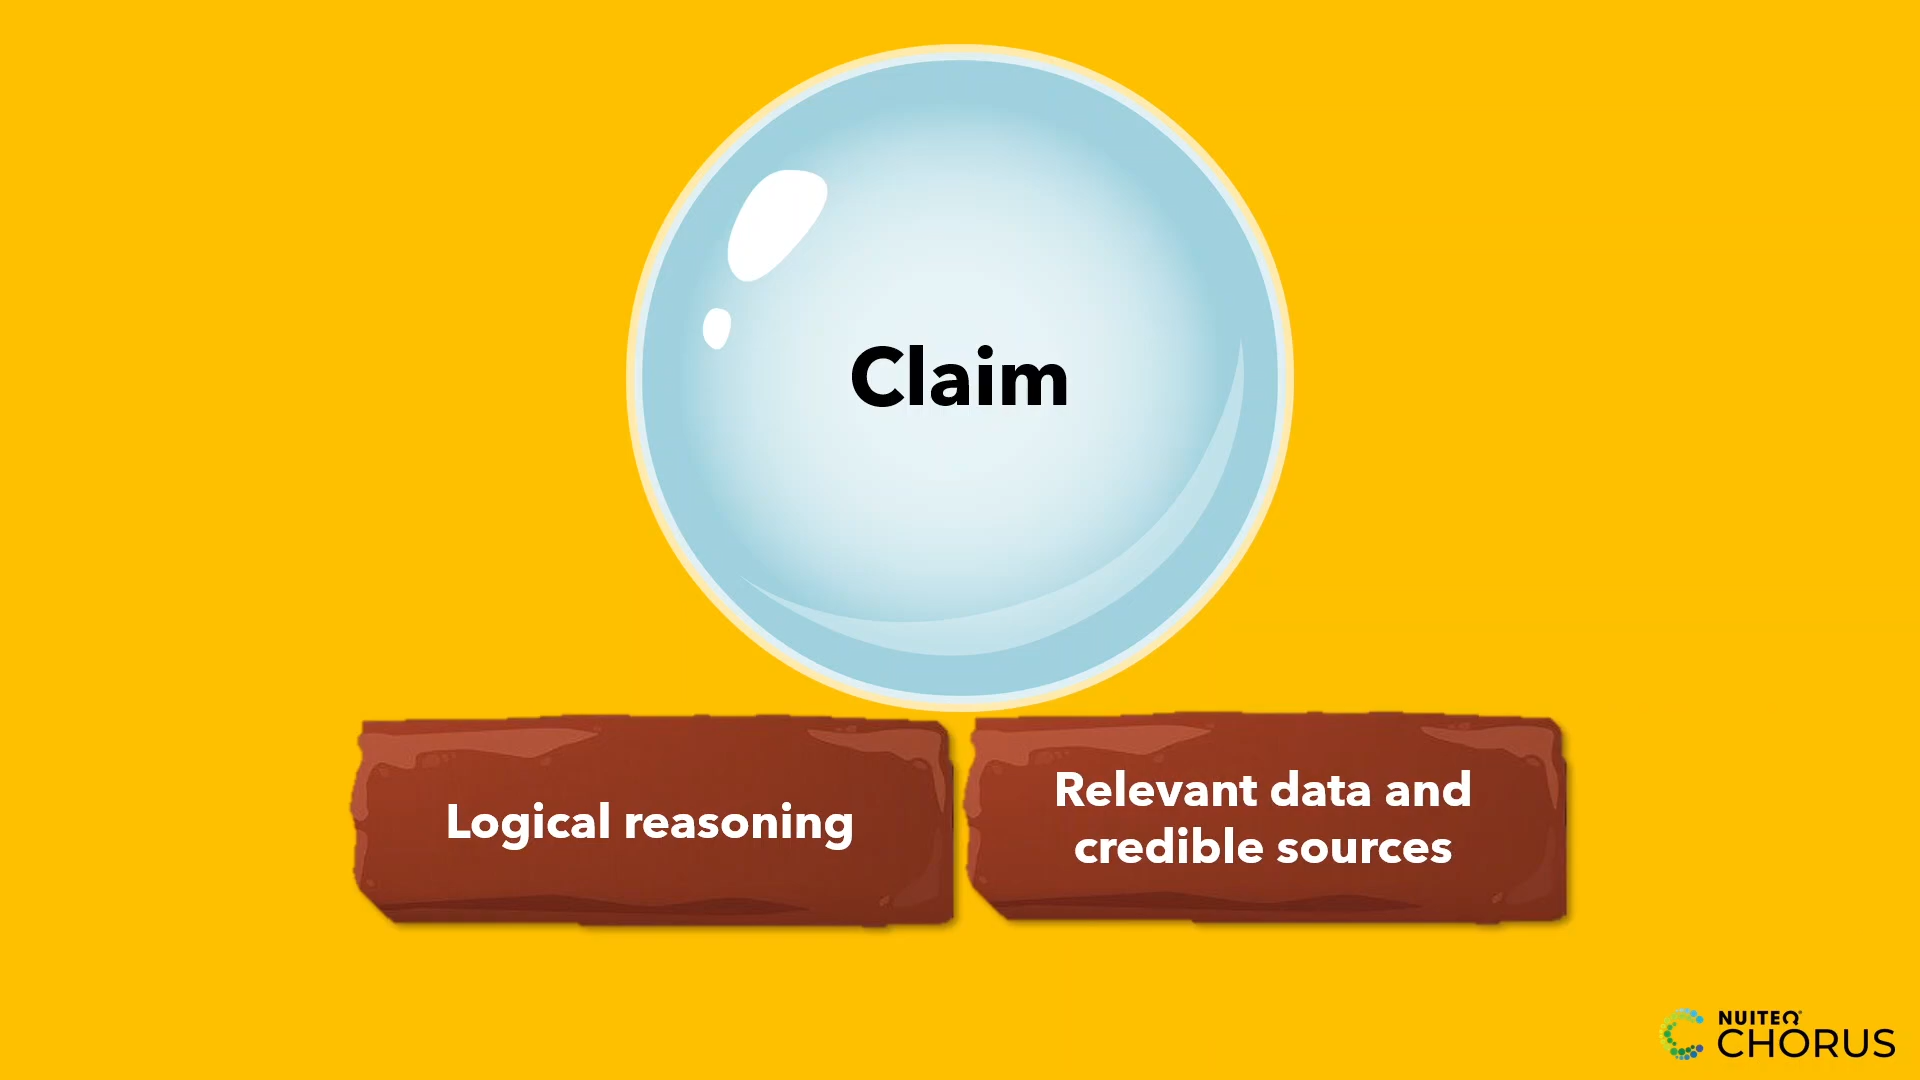 Claim
Logical reasoning
Relevant data and
credible sources
NUITEQ
CHORUS